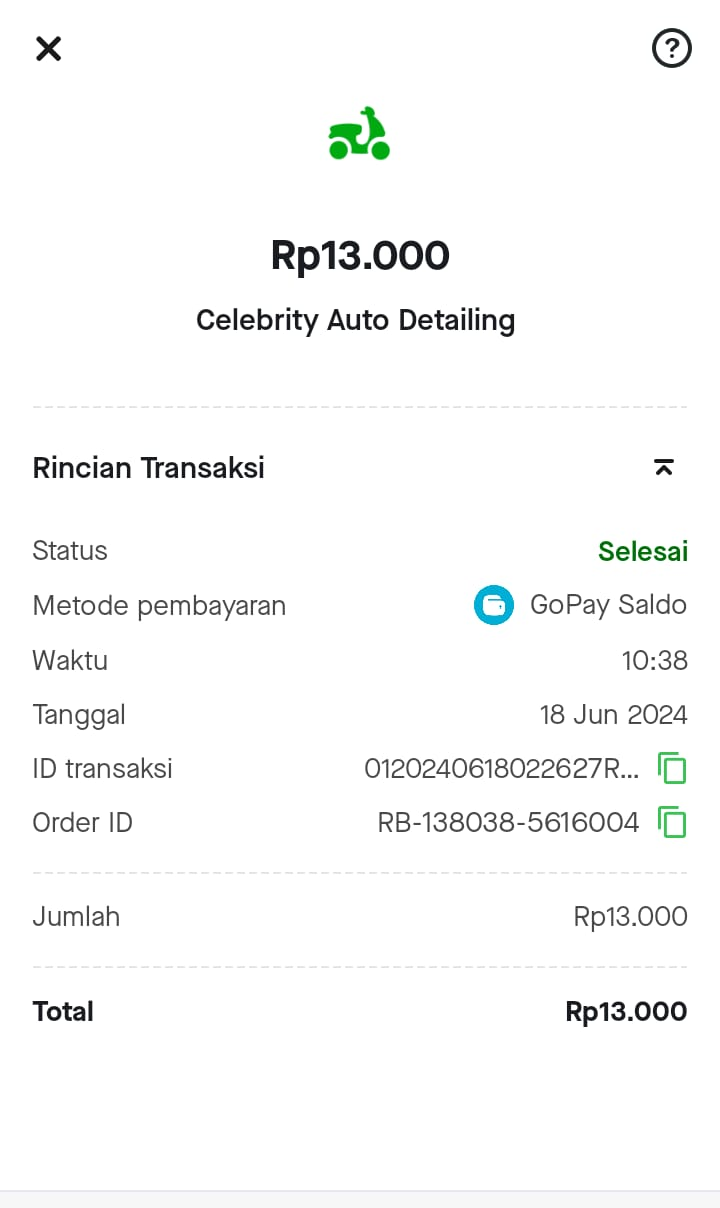 Rp13.000
Celebrity Auto Detailing
Rincian Transaksi
Status Selesai
Metode pembayaran GoPay Saldo
Waktu 10:38
Tanggal 18 Jun 2024
ID transaksi 0120240618022627R...
Order ID RB-138038-5616004
Jumlah Rp13.000
Total Rp13.000